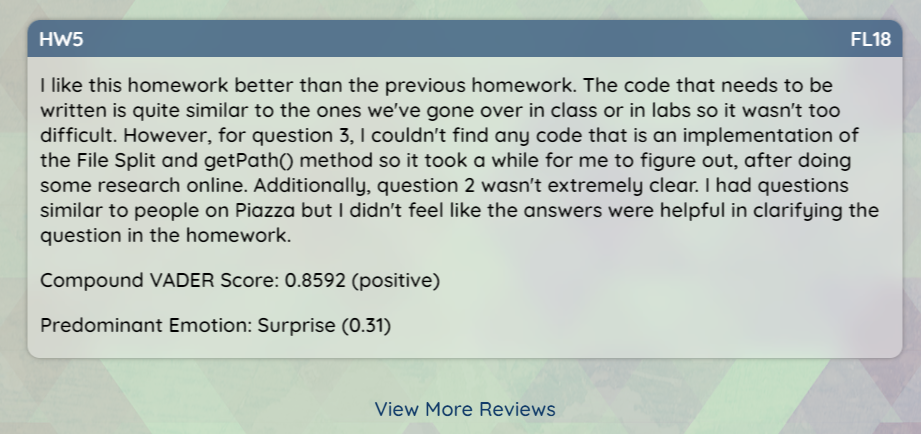 HW5 FL18
I like this homework better than the previous homework. The code that needs to be
written is quite similar to the ones we've gone over in class or in labs so it wasn't too
difficult. However, for question 3, I couldn't find any code that is an implementation of
the File Split and getPath() method so it took a while for me to figure out, after doing
some research online. Additionally, question 2 wasn't extremely clear. I had questions
similar to people on Piazza but I didn't feel like the answers were helpful in clarifying the
question in the homework.
Compound VADER Score: 0.8592 (positive)
Predominant Emotion: Surprise (0.31)
View More Reviews